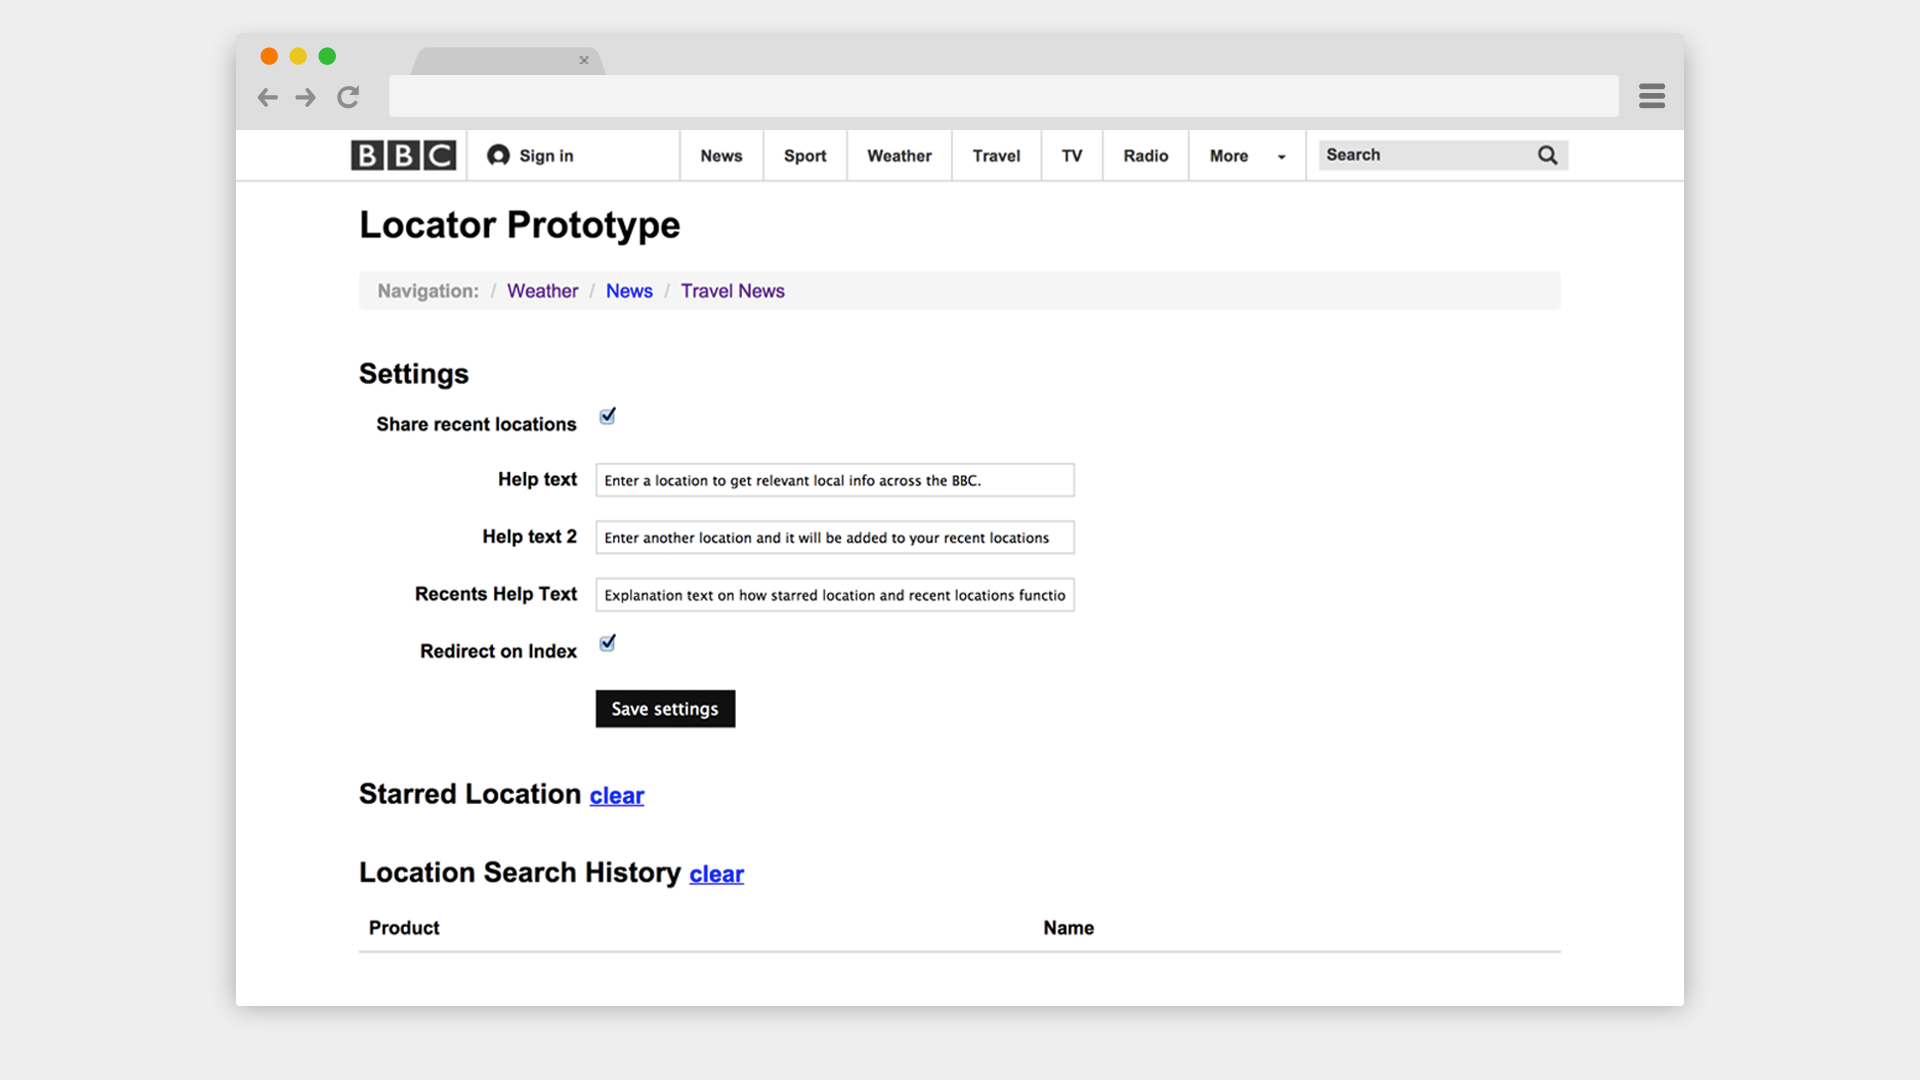 BBC Sign in News Sport Weather Travel TV Radio More Search
Locator Prototype
Navigation: / Weather / News / Travel News
Settings
Share recent locations
Help text Enter a location to get relevant local info across the BBC.
Help text 2 Enter another location and it will be added to your recent locations
Recents Help Text Explanation text on how starred location and recent locations functio
Redirect on Index
Save settings
Starred Location clear
Location Search History clear
Product Name